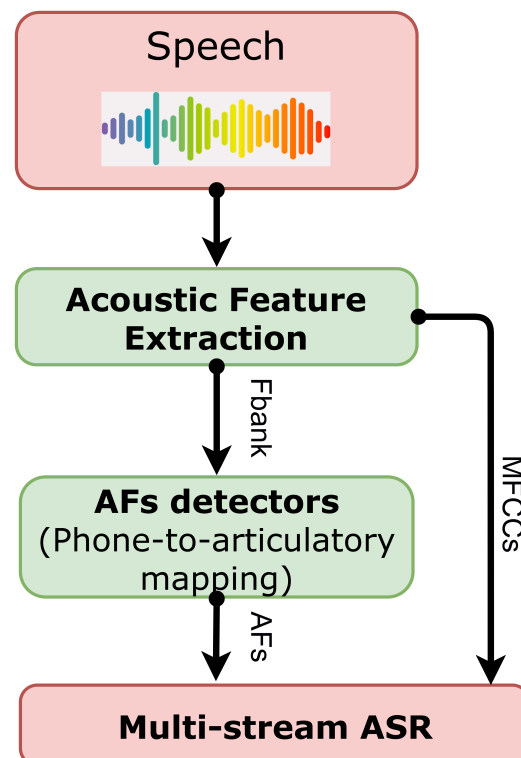 Speech
Acoustic Feature
Extraction
Fbank
MFCCs
AFs detectors
(Phone-to-articulatory
mapping)
AFs
Multi-stream ASR